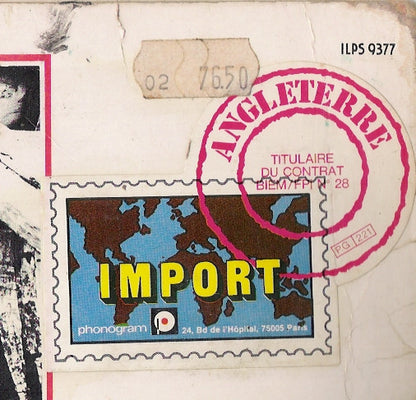 ILPS 9377
02 76.50
ANGLETERRE
TITULAIRE
DU CONTRAT
BIEM/FPI N° 28
PG 221
IMPORT
phonogram 24, Bd de l'Hôpital, 75005 Paris